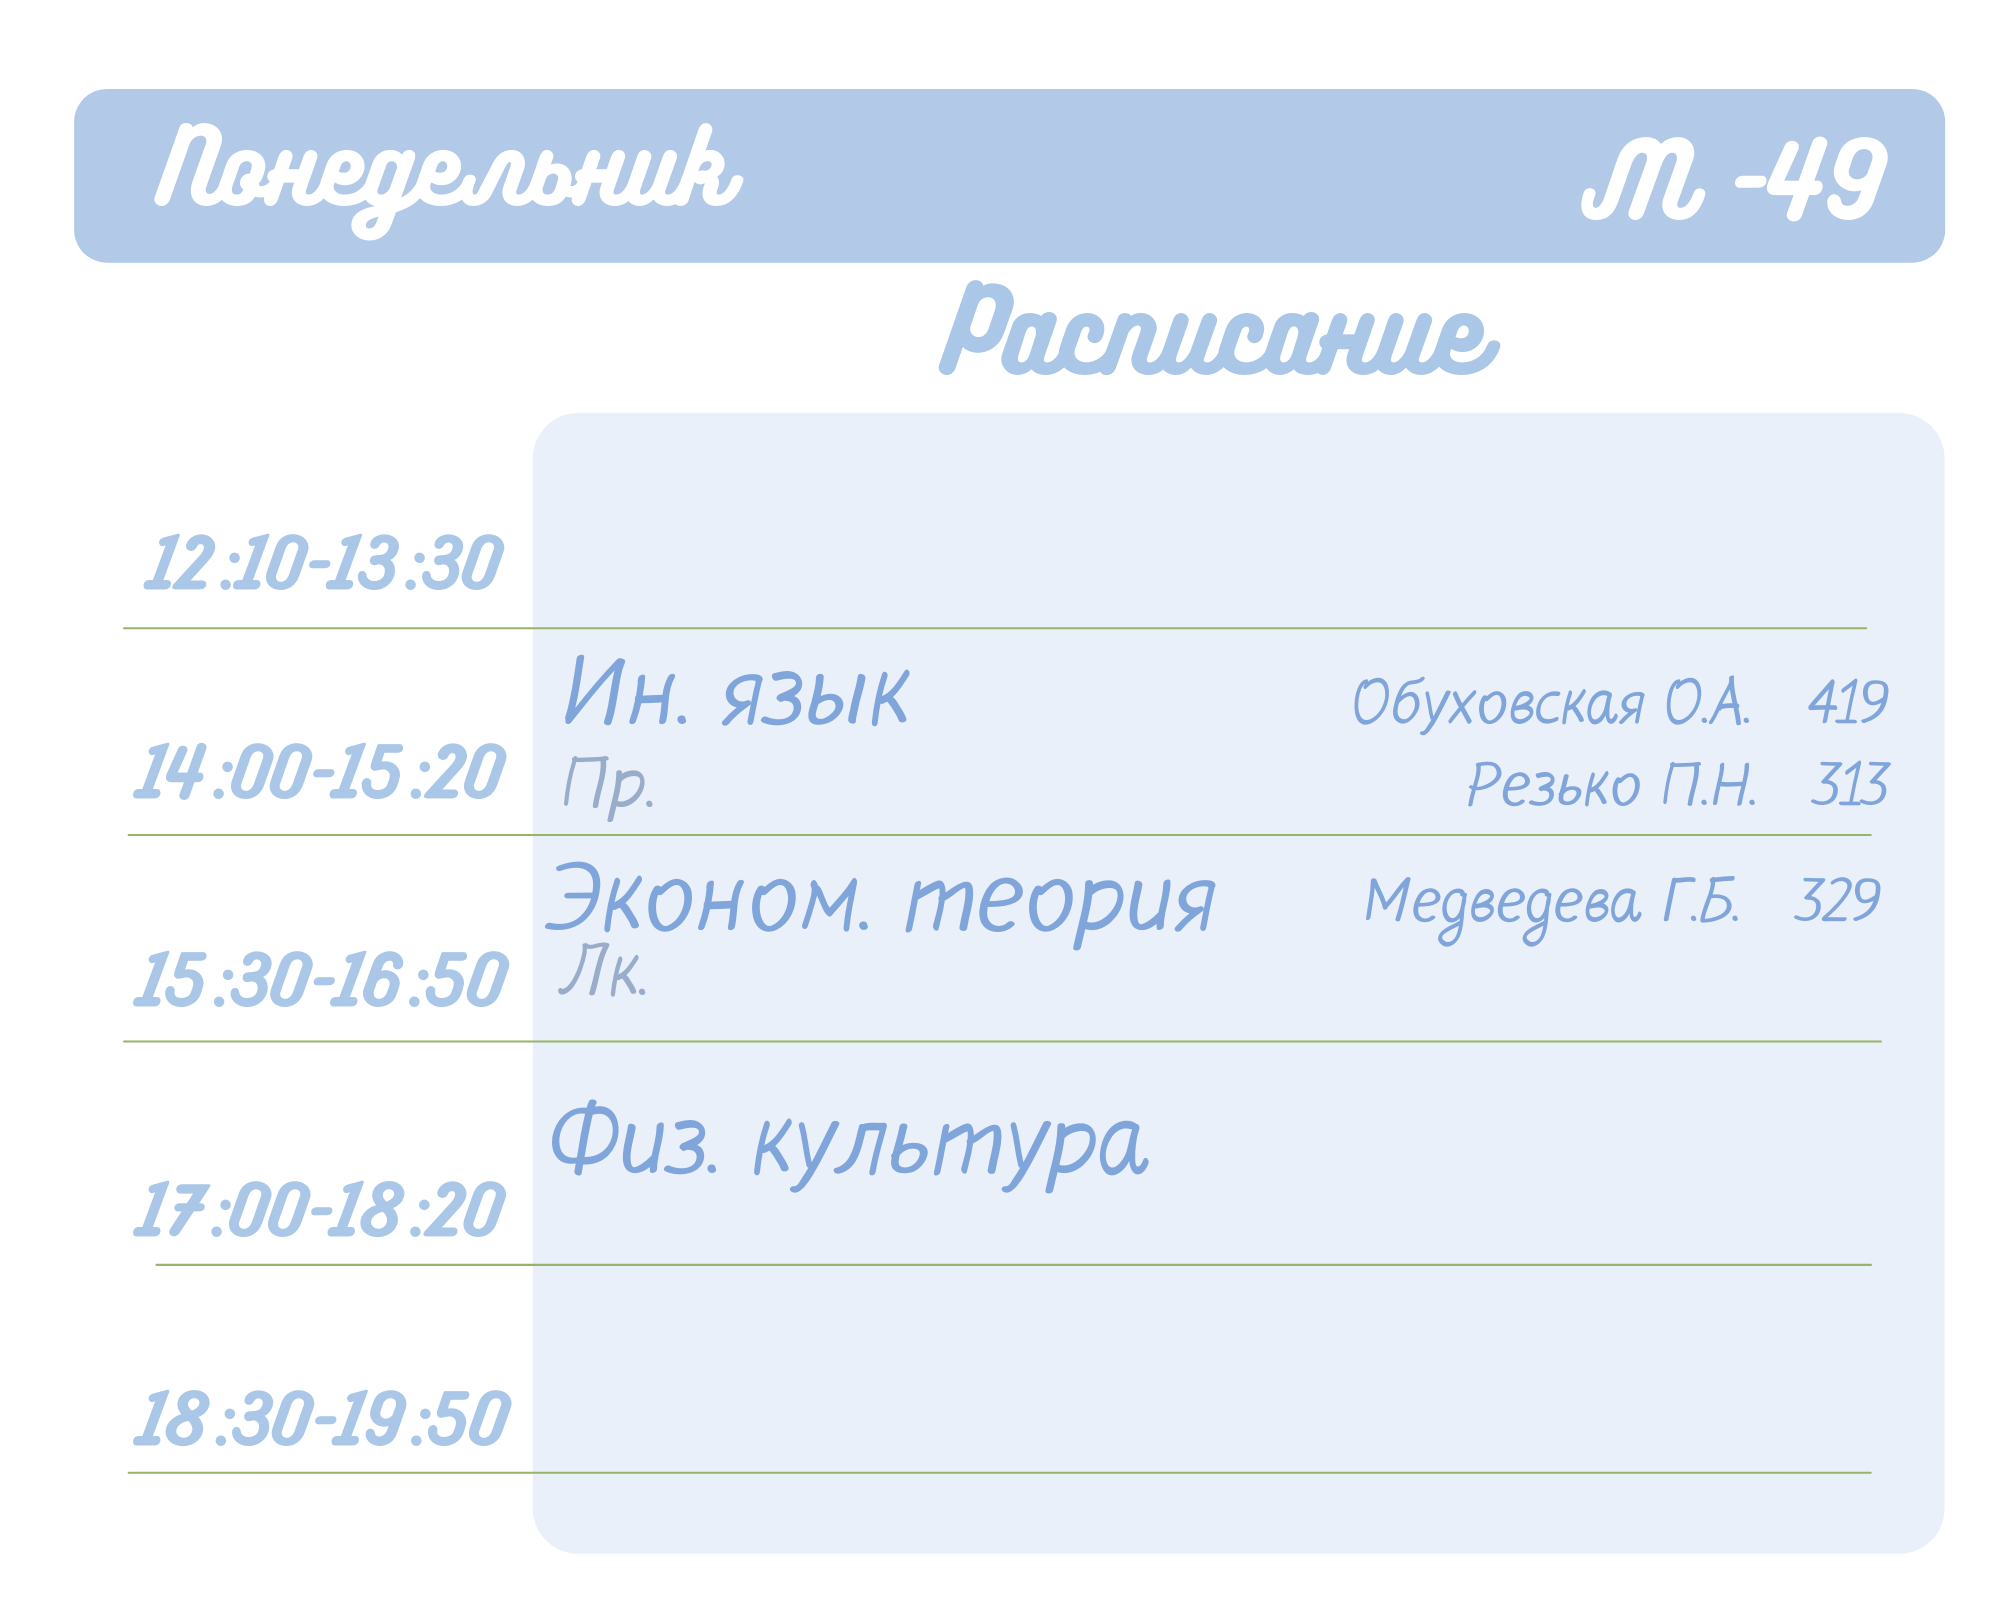 Понедельник М -49
Расписание
12:10-13:30
Ин. язык Обуховская О.А. 419
14:00-15:20 Пр. Резько П.Н. 313
Эконом. теория Медведева Г.Б. 329
15:30-16:50 Лк.
Физ. культура
17:00-18:20
18:30-19:50